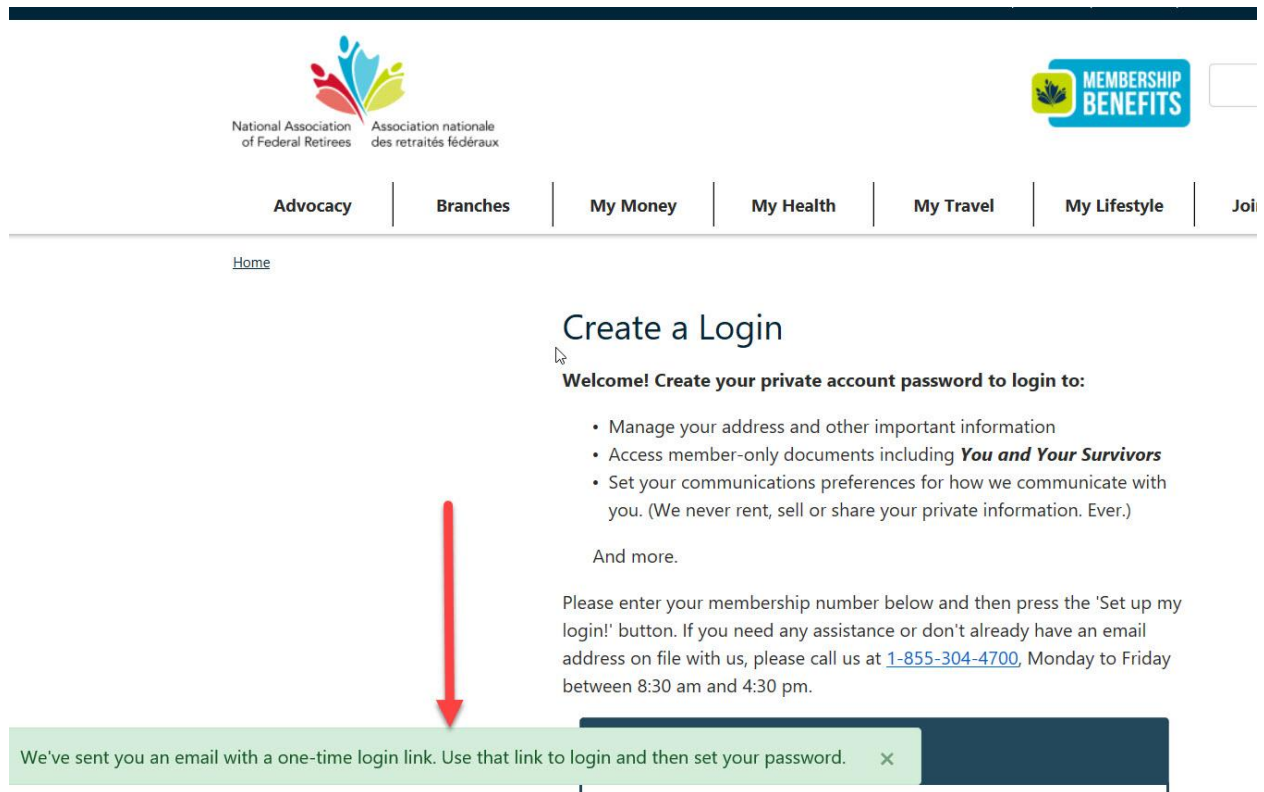 National Association
of Federal Retirees
Association nationale
des retraités fédéraux
MEMBERSHIP
BENEFITS
Advocacy
Branches
My Money
My Health
My Travel
My Lifestyle
Home
Create a Login
Welcome! Create your private account password to login to:
• Manage your address and other important information
• Access member-only documents including You and Your Survivors
• Set your communications preferences for how we communicate with
you. (We never rent, sell or share your private information. Ever.)
And more.
Please enter your membership number below and then press the 'Set up my
login!' button. If you need any assistance or don't already have an email
address on file with us, please call us at 1-855-304-4700, Monday to Friday
between 8:30 am and 4:30 pm.
We've sent you an email with a one-time login link. Use that link to login and then set your password. ×